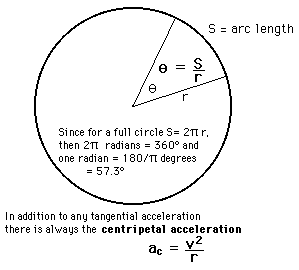 S = arc length
θ = S/r
θ
r
Since for a full circle S= 2π r,
then 2π radians = 360° and
one radian = 180/π degrees
= 57.3°
In addition to any tangential acceleration
there is always the centripetal acceleration
a_c = v²/r